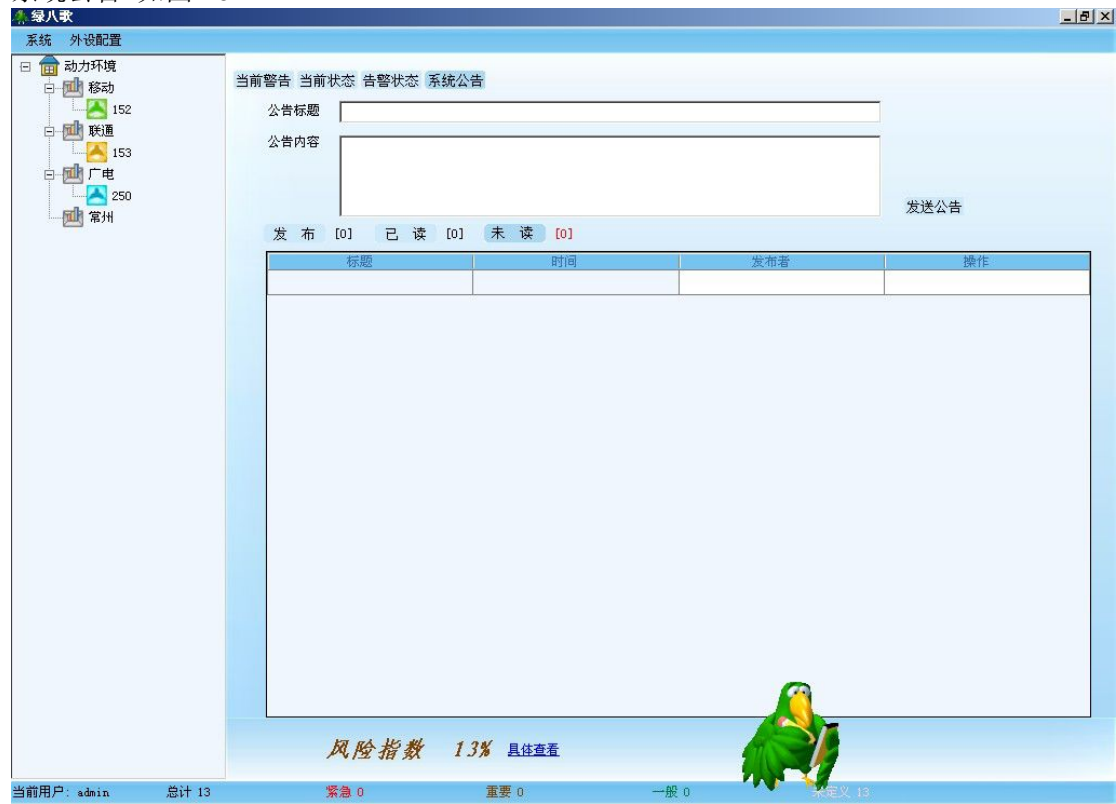 绿八歌
系统 外设配置
动力环境
移动
152
联通
153
广电
250
常州
当前警告 当前状态 告警状态 系统公告
公告标题
公告内容
发送公告
发 布 [0] 已 读 [0] 未 读 [0]
标题 时间 发布者 操作
风险指数 13% 具体查看
当前用户: admin 总计 13 紧急 0 重要 0 一般 0 未定义 13